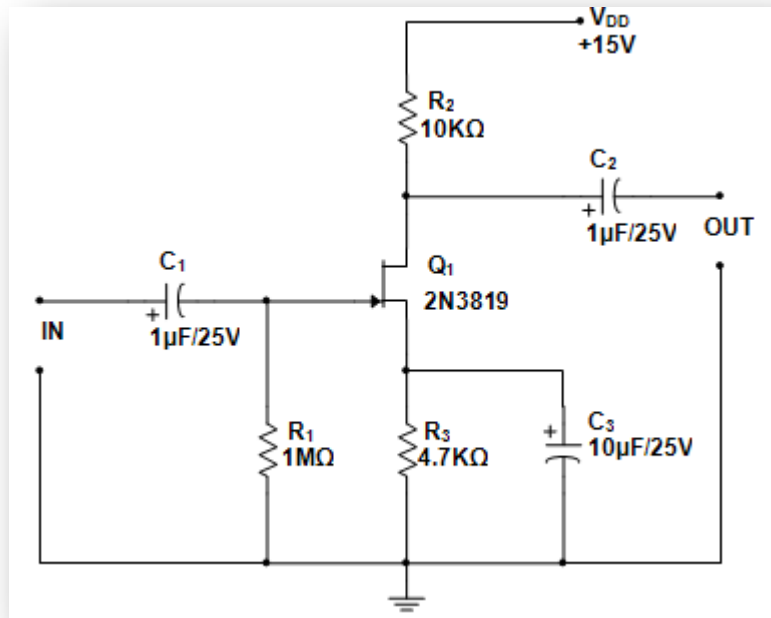 VDD
+15V
R2
10KΩ
C2
+
1µF/25V
OUT
C1
+
1µF/25V
IN
Q1
2N3819
R1
1MΩ
R3
4.7KΩ
C3
+
10µF/25V